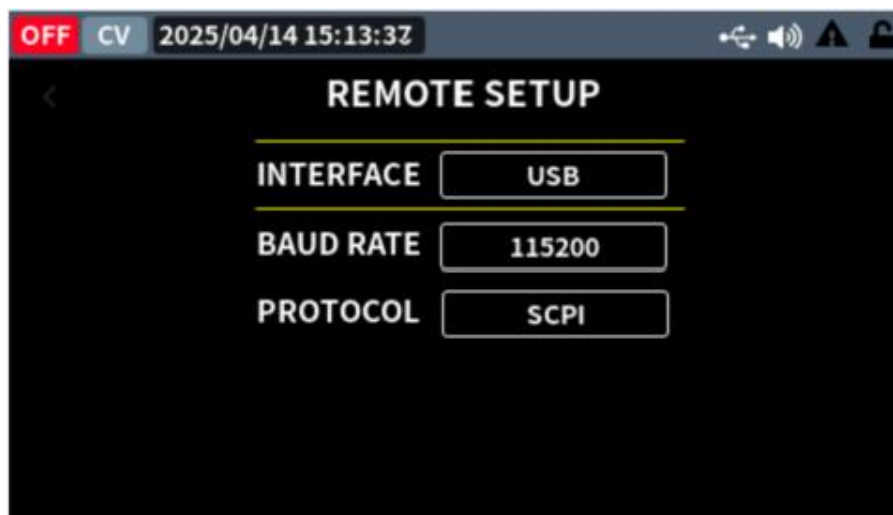 OFF CV 2025/04/14 15:13:37
REMOTE SETUP
INTERFACE USB
BAUD RATE 115200
PROTOCOL SCPI